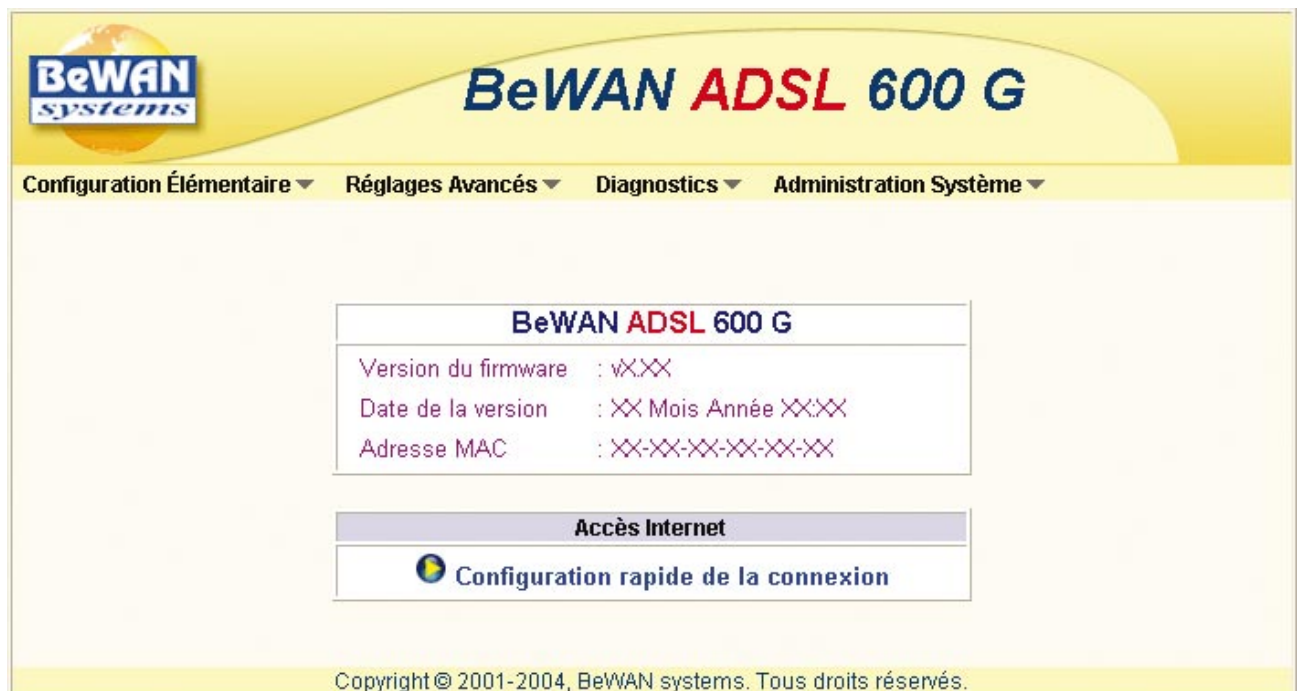 BeWAN
systems
BeWAN ADSL 600 G
Configuration Élémentaire Réglages Avancés Diagnostics Administration Système
BeWAN ADSL 600 G
Version du firmware : vX.XX
Date de la version : XX Mois Année XX:XX
Adresse MAC : XX-XX-XX-XX-XX-XX
Accès Internet
Configuration rapide de la connexion
Copyright © 2001-2004, BeWAN systems. Tous droits réservés.